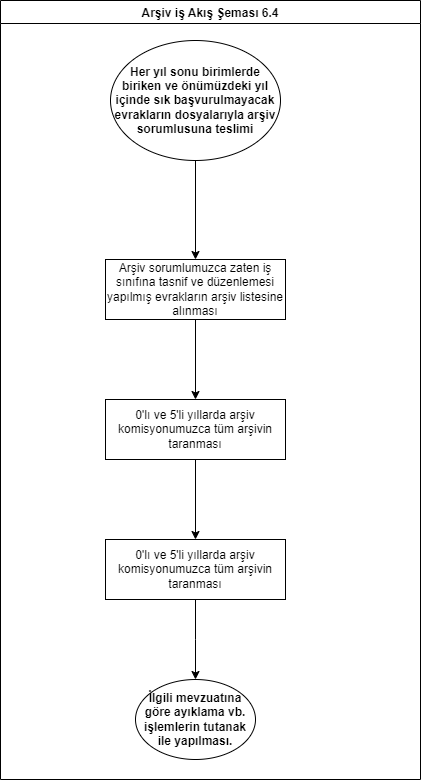 Arşiv iş Akış Şeması 6.4
Her yıl sonu birimlerde
biriken ve önümüzdeki yıl
içinde sık başvurulmayacak
evrakların dosyalarıyla arşiv
sorumlusuna teslimi
Arşiv sorumlumuzca zaten iş
sınıfına tasnif ve düzenlemesi
yapılmış evrakların arşiv listesine
alınması
0'lı ve 5'li yıllarda arşiv
komisyonumuzca tüm arşivin
taranması
0'lı ve 5'li yıllarda arşiv
komisyonumuzca tüm arşivin
taranması
İlgili mevzuatına
göre ayıklama vb.
işlemlerin tutanak
ile yapılması.